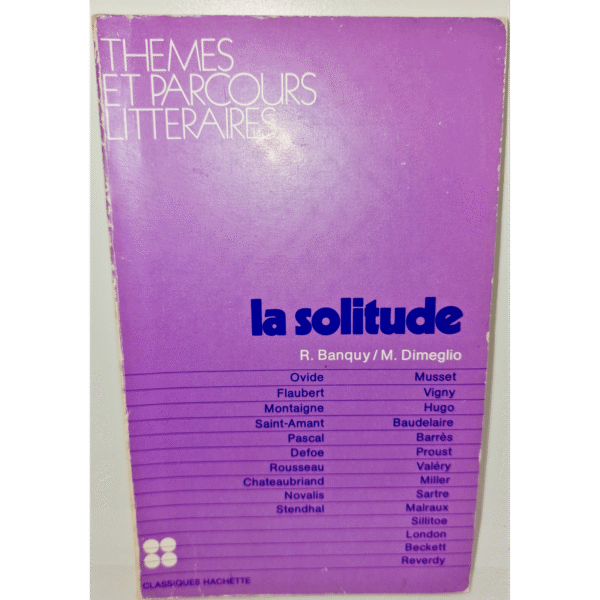 THEMES
ET PARCOURS
LITTERAIRES
la solitude
R. Banquy/M. Dimeglio
Ovide
Flaubert
Montaigne
Saint-Amant
Pascal
Defoe
Rousseau
Chateaubriand
Novalis
Stendhal
Musset
Vigny
Hugo
Baudelaire
Barrès
Proust
Valéry
Miller
Sartre
Malraux
Sillitoe
London
Beckett
Reverdy
CLASSIQUES HACHETTE